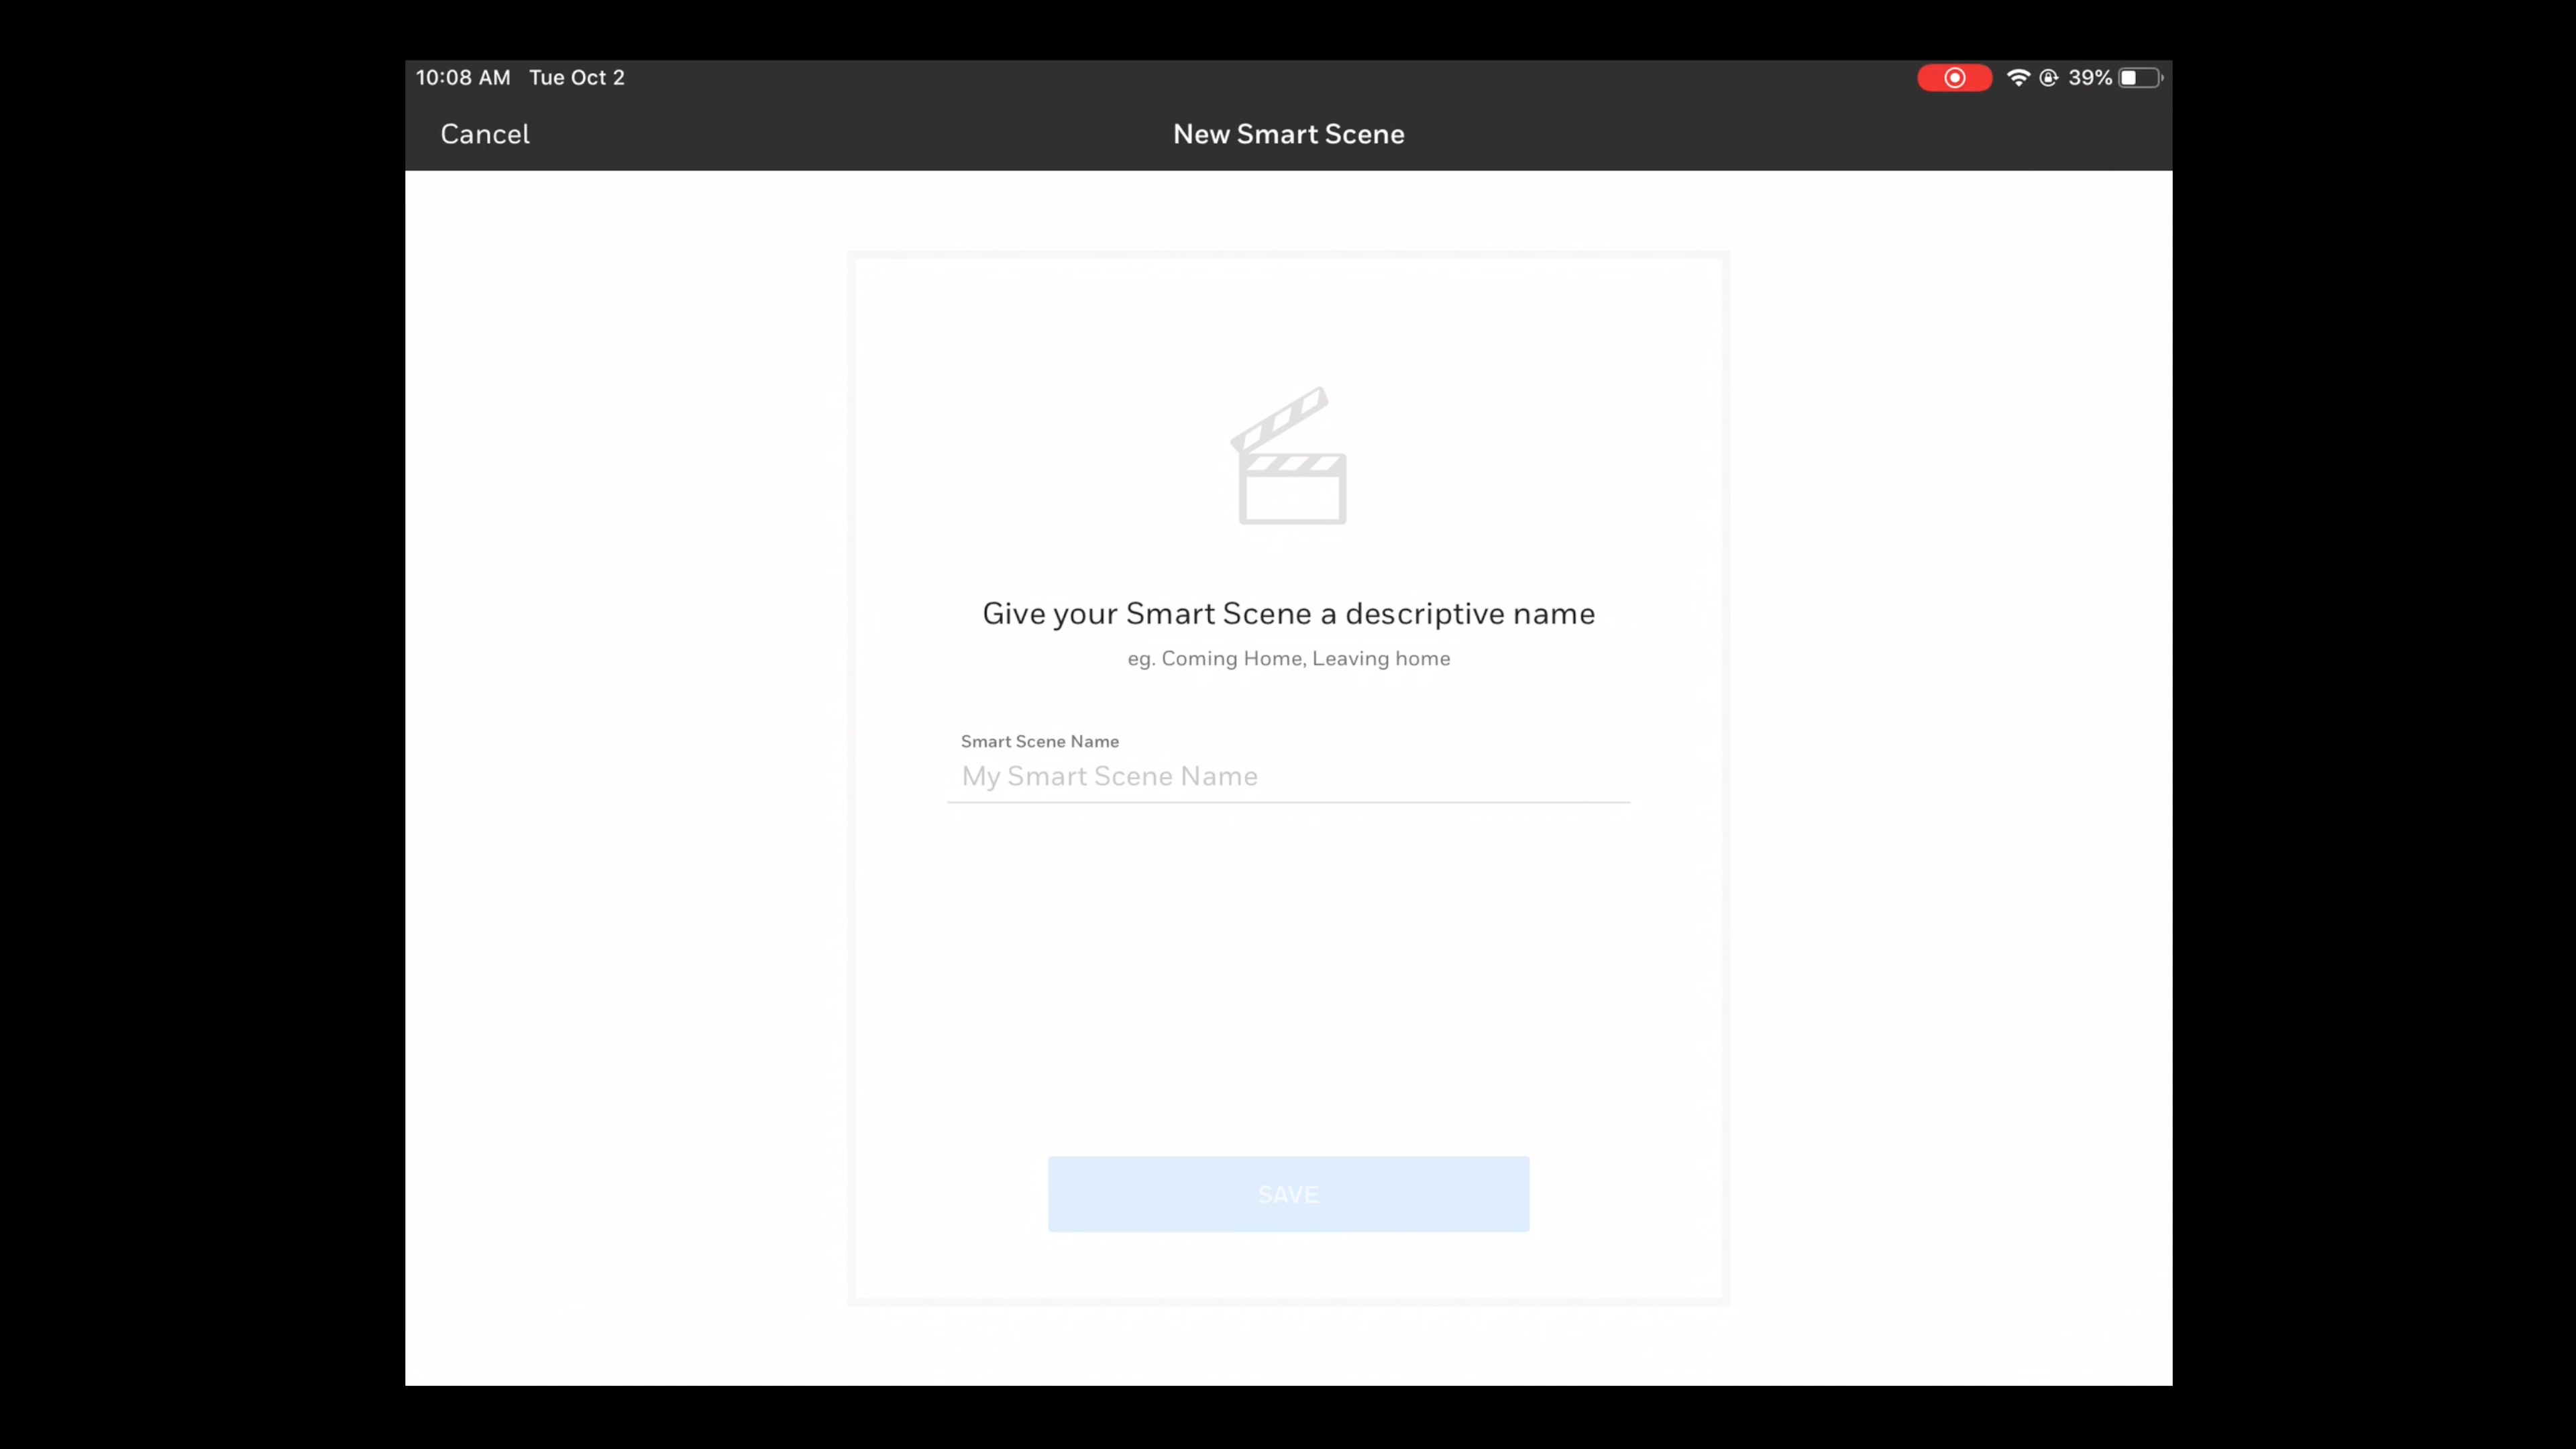 10:08 AM Tue Oct 2
39%
Cancel
New Smart Scene
Give your Smart Scene a descriptive name
eg. Coming Home, Leaving home
Smart Scene Name
My Smart Scene Name
SAVE